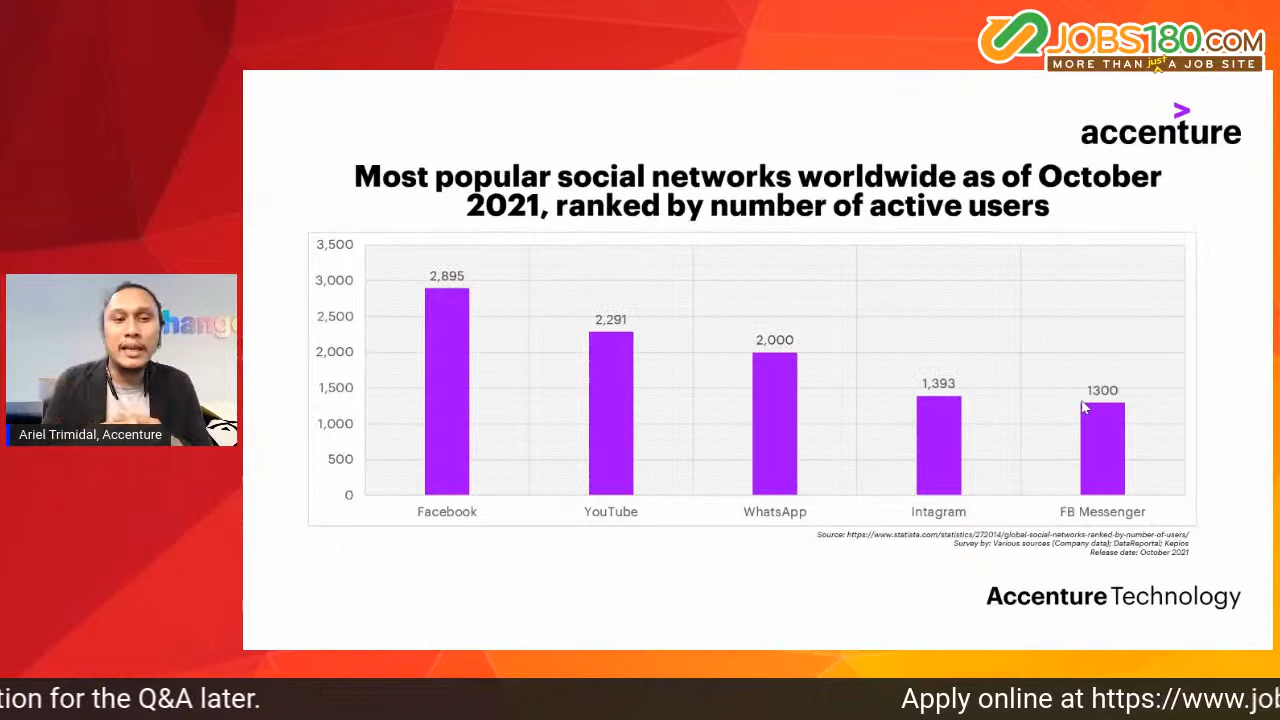 JOBS180.COM
MORE THAN just A JOB SITE
accenture
Most popular social networks worldwide as of October
2021, ranked by number of active users
3,500
3,000
2,500
2,000
1,500
1,000
500
0
2,895
2,291
2,000
1,393
1300
Facebook
YouTube
WhatsApp
Intagram
FB Messenger
Source: https://www.statista.com/statistics/272014/global-social-networks-ranked-by-number-of-users/
Survey by: Various sources (Company data); DataReportal; Kepios
Release date: October 2021
Accenture Technology
hang
Ariel Trimidal, Accenture
tion for the Q&A later.
Apply online at https://www.job